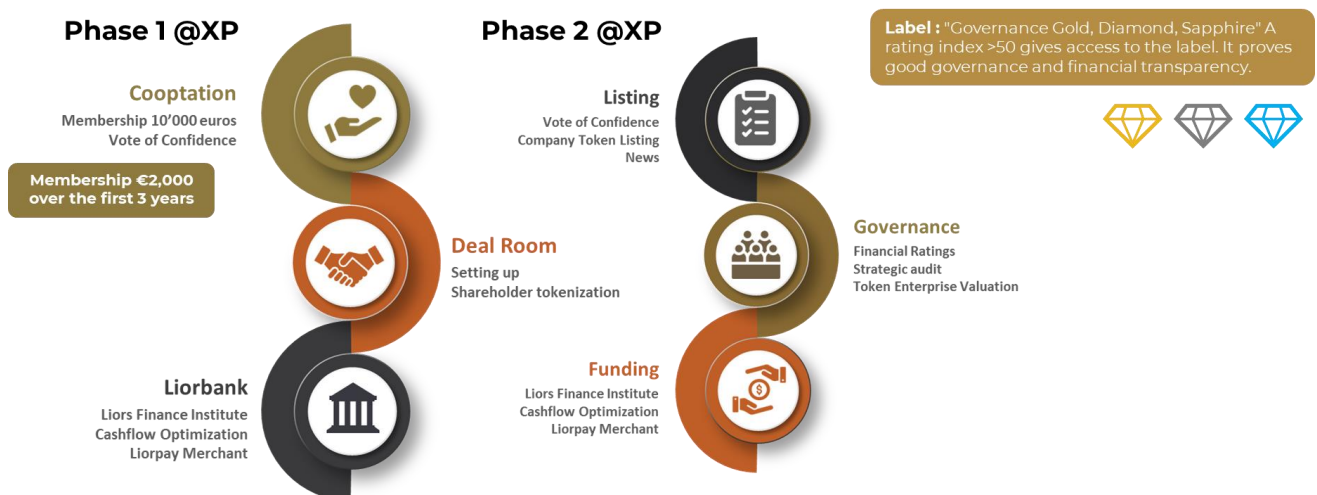 Phase 1 @XP
Cooptation
Membership 10'000 euros
Vote of Confidence
Membership €2,000
over the first 3 years
Deal Room
Setting up
Shareholder tokenization
Liorbank
Liors Finance Institute
Cashflow Optimization
Liorpay Merchant
Phase 2 @XP
Listing
Vote of Confidence
Company Token Listing
News
Governance
Financial Ratings
Strategic audit
Token Enterprise Valuation
Funding
Liors Finance Institute
Cashflow Optimization
Liorpay Merchant
Label : "Governance Gold, Diamond, Sapphire" A
rating index >50 gives access to the label. It proves
good governance and financial transparency.
$